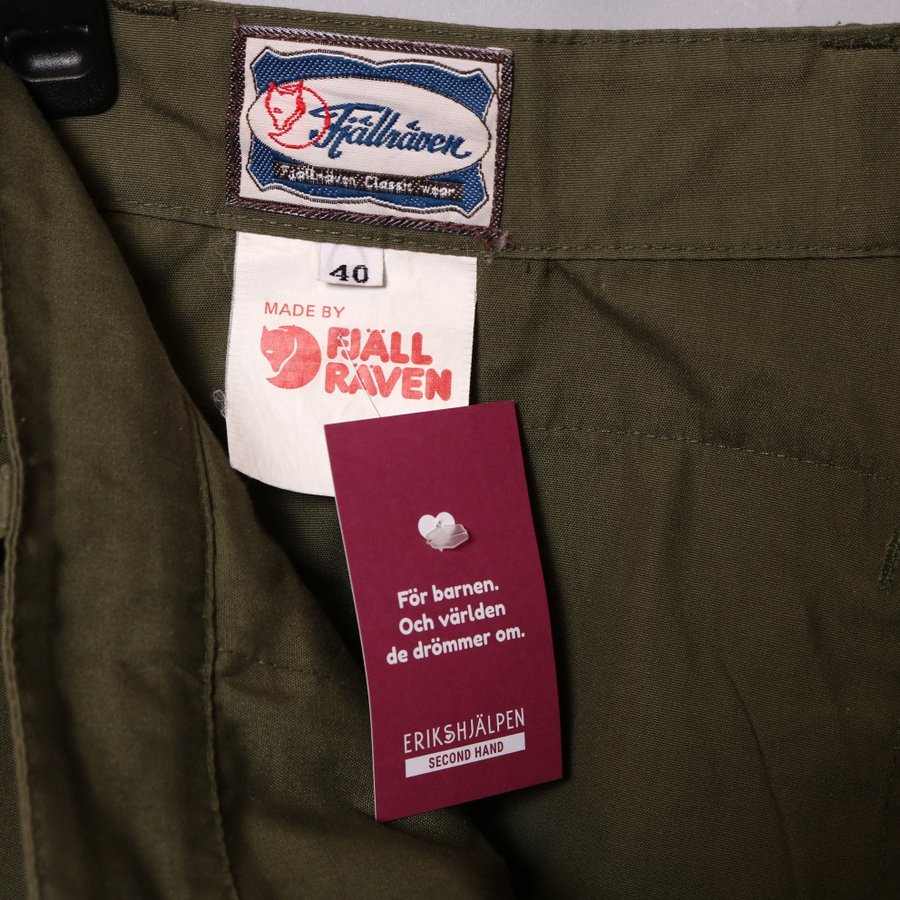 Fjällräven
Fjällräven Classic wear
40
MADE BY
FJÄLL
RÄVEN
För barnen.
Och världen
de drömmer om.
ERIKSHJÄLPEN
SECOND HAND